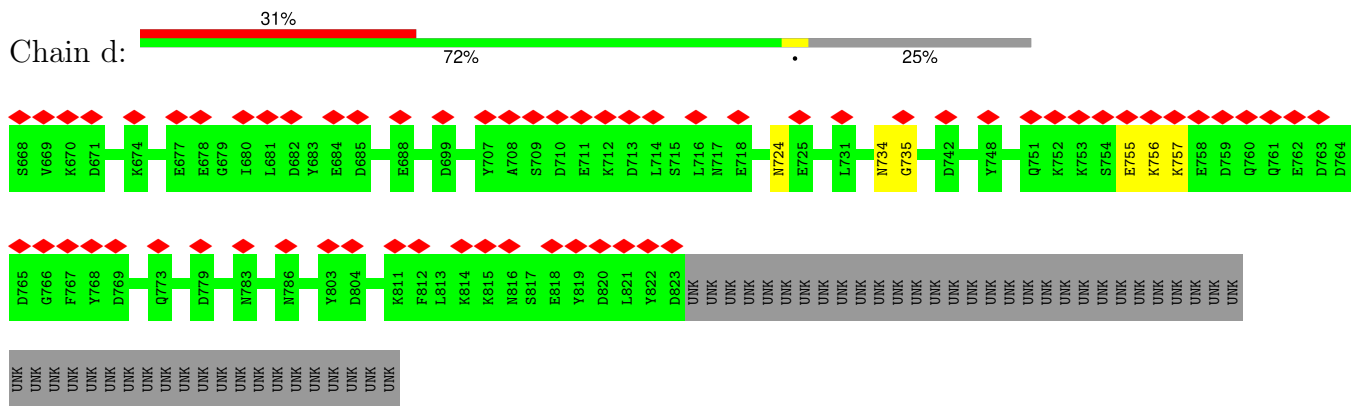 31%
Chain d:
72% • 25%
S668 V669 K670 D671 K674 E677 E678 G679 I680 L681 D682 Y683 E684 D685 E688 D699 Y707 A708 S709 D710 E711 K712 D713 L714 S715 L716 N717 E718 N724 E725 L731 N734 G735 D742 Y748 Q751 K752 K753 S754 E755 K756 K757 E758 D759 Q760 Q761 E762 D763 D764
D765 G766 F767 Y768 D769 Q773 D779 N783 N786 Y803 D804 K811 F812 L813 K814 K815 N816 S817 E818 Y819 D820 L821 Y822 D823 UNK UNK UNK UNK UNK UNK UNK UNK UNK UNK UNK UNK UNK UNK UNK UNK UNK UNK UNK UNK UNK UNK UNK UNK UNK UNK UNK UNK UNK UNK
UNK UNK UNK UNK UNK UNK UNK UNK UNK UNK UNK UNK UNK UNK UNK UNK UNK UNK UNK UNK UNK